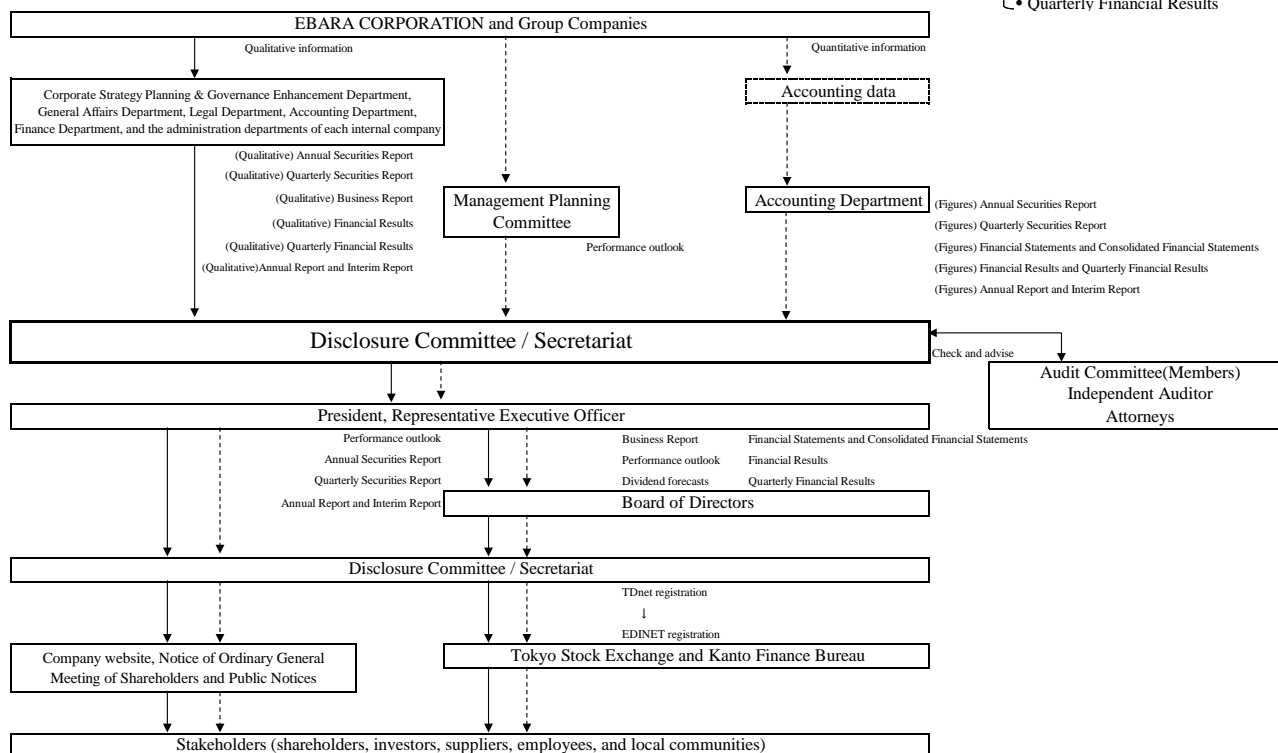 • Quarterly Financial Results
EBARA CORPORATION and Group Companies
Qualitative information
Quantitative information
Corporate Strategy Planning & Governance Enhancement Department,
General Affairs Department, Legal Department, Accounting Department,
Finance Department, and the administration departments of each internal company
Accounting data
(Qualitative) Annual Securities Report
(Qualitative) Quarterly Securities Report
(Qualitative) Business Report
(Qualitative) Financial Results
(Qualitative) Quarterly Financial Results
(Qualitative)Annual Report and Interim Report
Management Planning
Committee
Performance outlook
Accounting Department
(Figures) Annual Securities Report
(Figures) Quarterly Securities Report
(Figures) Financial Statements and Consolidated Financial Statements
(Figures) Financial Results and Quarterly Financial Results
(Figures) Annual Report and Interim Report
Disclosure Committee / Secretariat
Check and advise
Audit Committee(Members)
Independent Auditor
Attorneys
President, Representative Executive Officer
Performance outlook
Annual Securities Report
Quarterly Securities Report
Annual Report and Interim Report
Business Report
Performance outlook
Dividend forecasts
Financial Statements and Consolidated Financial Statements
Financial Results
Quarterly Financial Results
Board of Directors
Disclosure Committee / Secretariat
TDnet registration
↓
EDINET registration
Company website, Notice of Ordinary General
Meeting of Shareholders and Public Notices
Tokyo Stock Exchange and Kanto Finance Bureau
Stakeholders (shareholders, investors, suppliers, employees, and local communities)